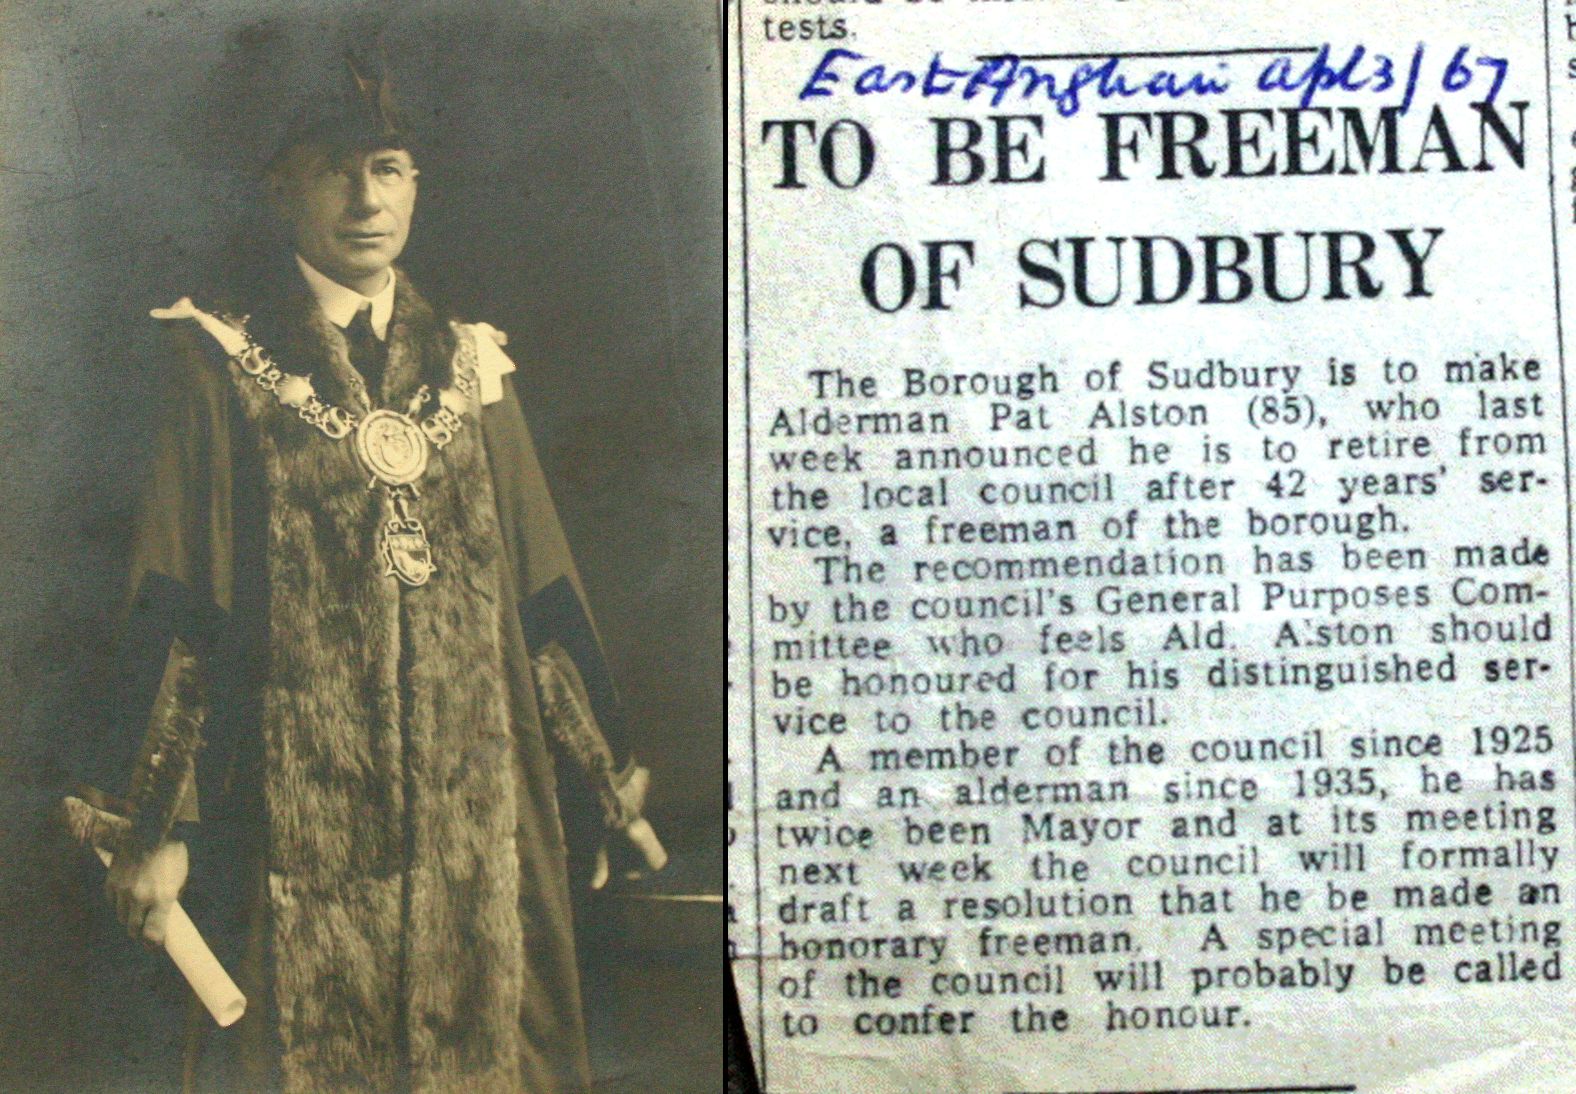 tests.
East Anglian Apl 3/67
TO BE FREEMAN
OF SUDBURY
The Borough of Sudbury is to make
Alderman Pat Alston (85), who last
week announced he is to retire from
the local council after 42 years' ser-
vice, a freeman of the borough.
The recommendation has been made
by the council's General Purposes Com-
mittee who feels Ald. Alston should
be honoured for his distinguished ser-
vice to the council.
A member of the council since 1925
and an alderman since 1935, he has
twice been Mayor and at its meeting
next week the council will formally
draft a resolution that he be made an
honorary freeman. A special meeting
of the council will probably be called
to confer the honour.